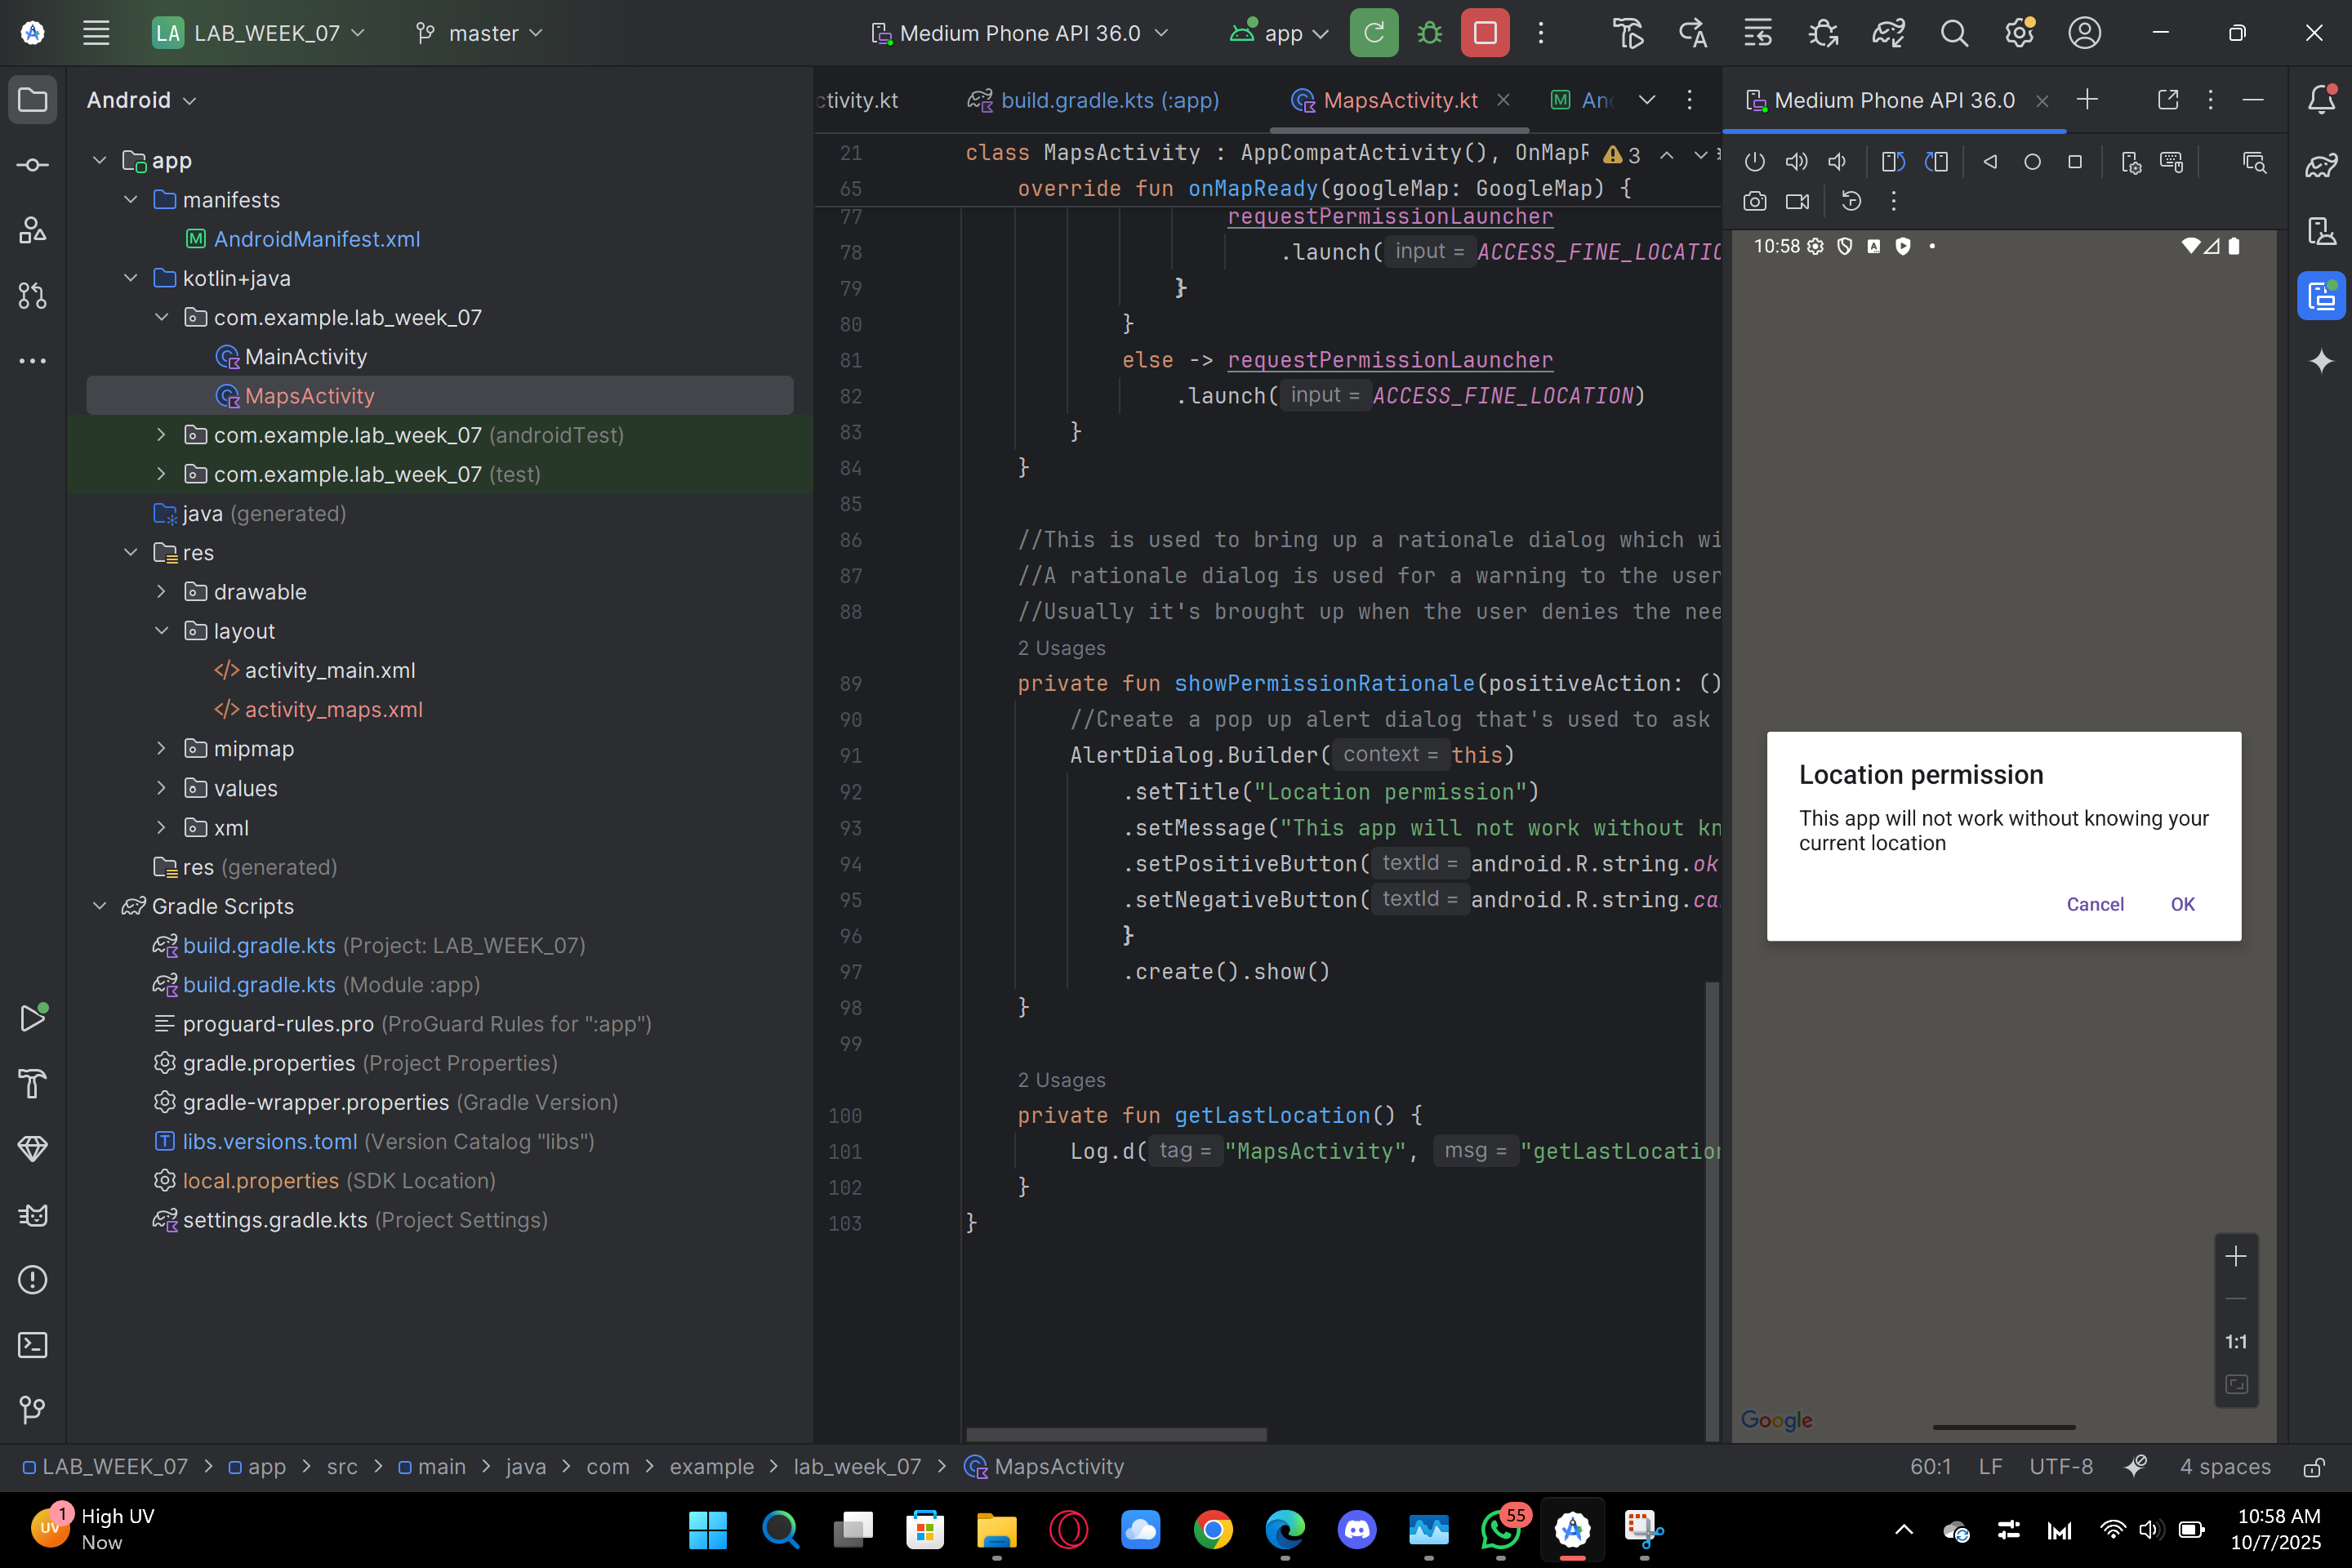 LA LAB_WEEK_07
master
Medium Phone API 36.0
app
Android
app
manifests
AndroidManifest.xml
kotlin+java
com.example.lab_week_07
MainActivity
MapsActivity
com.example.lab_week_07 (androidTest)
com.example.lab_week_07 (test)
java (generated)
res
drawable
layout
activity_main.xml
activity_maps.xml
mipmap
values
xml
res (generated)
Gradle Scripts
build.gradle.kts (Project: LAB_WEEK_07)
build.gradle.kts (Module :app)
proguard-rules.pro (ProGuard Rules for ":app")
gradle.properties (Project Properties)
gradle-wrapper.properties (Gradle Version)
libs.versions.toml (Version Catalog "libs")
local.properties (SDK Location)
settings.gradle.kts (Project Settings)
ctivity.kt build.gradle.kts (:app) MapsActivity.kt An
21 class MapsActivity : AppCompatActivity(), OnMapR 3
65 override fun onMapReady(googleMap: GoogleMap) {
77 requestPermissionLauncher
78 .launch( input = ACCESS_FINE_LOCATIO
79 }
80 }
81 else -> requestPermissionLauncher
82 .launch( input = ACCESS_FINE_LOCATION)
83 }
84 }
85
86 //This is used to bring up a rationale dialog which wi
87 //A rationale dialog is used for a warning to the user
88 //Usually it's brought up when the user denies the nee
2 Usages
89 private fun showPermissionRationale(positiveAction: ()
90 //Create a pop up alert dialog that's used to ask
91 AlertDialog.Builder( context = this)
92 .setTitle("Location permission")
93 .setMessage("This app will not work without kn
94 .setPositiveButton( textId = android.R.string.ok
95 .setNegativeButton( textId = android.R.string.ca
96 }
97 .create().show()
98 }
99
2 Usages
100 private fun getLastLocation() {
101 Log.d( tag = "MapsActivity", msg = "getLastLocation
102 }
103 }
Medium Phone API 36.0
10:58
Location permission
This app will not work without knowing your
current location
Cancel OK
1:1
Google
LAB_WEEK_07 > app > src > main > java > com > example > lab_week_07 > MapsActivity
60:1 LF UTF-8 4 spaces
1
UV
High UV
Now
55
10:58 AM
10/7/2025